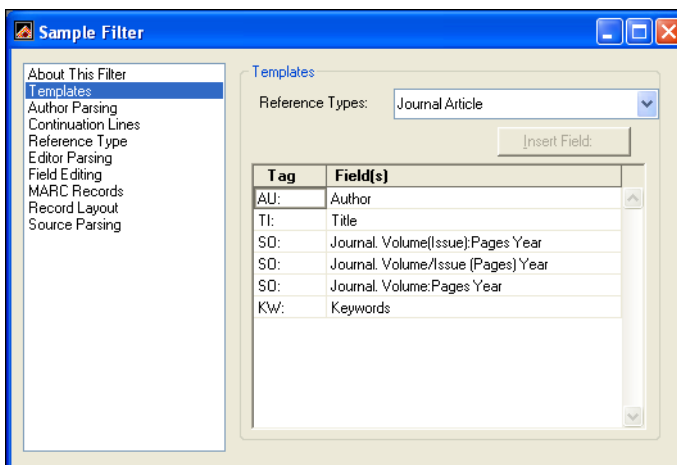 Sample Filter
About This Filter
Templates
Author Parsing
Continuation Lines
Reference Type
Editor Parsing
Field Editing
MARC Records
Record Layout
Source Parsing
Templates
Reference Types: Journal Article
Insert Field:
Tag Field(s)
AU: Author
TI: Title
SO: Journal. Volume(Issue):Pages Year
SO: Journal. Volume/Issue (Pages) Year
SO: Journal. Volume:Pages Year
KW: Keywords